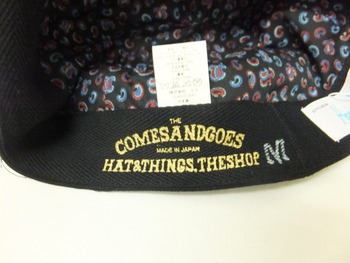 THE
COMESANDGOES
MADE IN JAPAN
HAT&THINGS.THESHOP
M